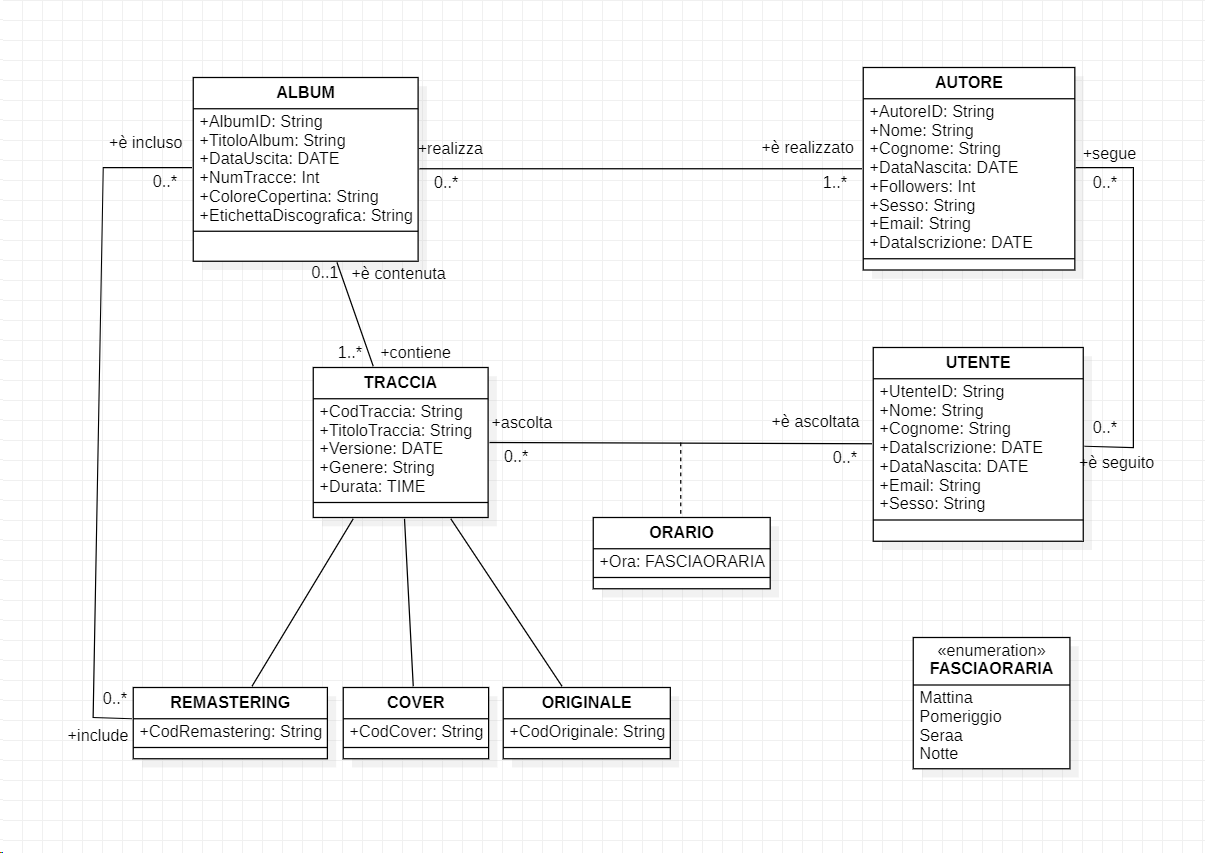 ALBUM
+AlbumID: String
+TitoloAlbum: String
+DataUscita: DATE
+NumTracce: Int
+ColoreCopertina: String
+EtichettaDiscografica: String
AUTORE
+AutoreID: String
+Nome: String
+Cognome: String
+DataNascita: DATE
+Followers: Int
+Sesso: String
+Email: String
+DataIscrizione: DATE
+è incluso
0..*
+realizza
0..*
+è realizzato
1..*
+segue
0..*
0..1
+è contenuta
1..*
+contiene
TRACCIA
+CodTraccia: String
+TitoloTraccia: String
+Versione: DATE
+Genere: String
+Durata: TIME
+ascolta
0..*
+è ascoltata
0..*
UTENTE
+UtenteID: String
+Nome: String
+Cognome: String
+DataIscrizione: DATE
+DataNascita: DATE
+Email: String
+Sesso: String
0..*
+è seguito
ORARIO
+Ora: FASCIAORARIA
«enumeration»
FASCIAORARIA
Mattina
Pomeriggio
Seraa
Notte
0..*
+include
REMASTERING
+CodRemastering: String
COVER
+CodCover: String
ORIGINALE
+CodOriginale: String